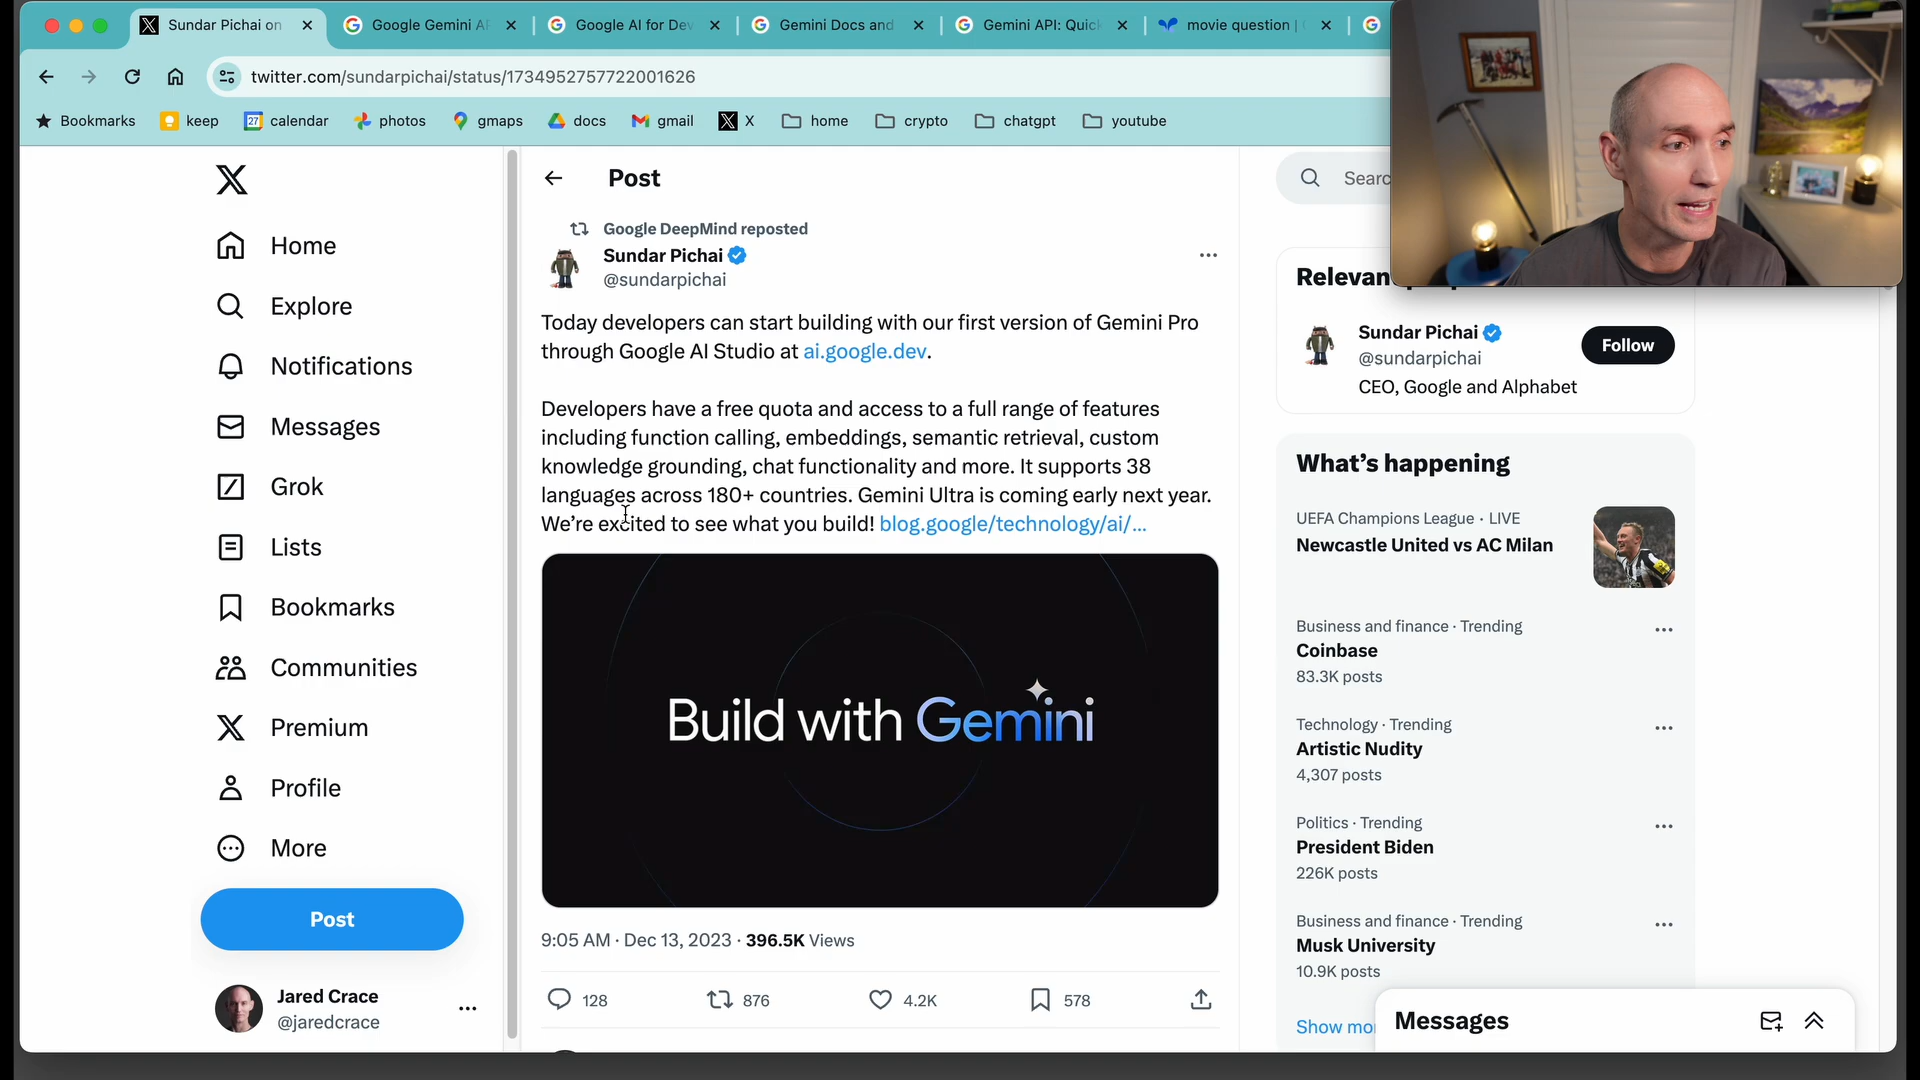 Sundar Pichai on
Google Gemini AP
Google AI for Dev
Gemini Docs and
Gemini API: Quick
movie question |
twitter.com/sundarpichai/status/1734952757722001626
Bookmarks
keep
27
calendar
photos
gmaps
docs
gmail
X
home
crypto
chatgpt
youtube
Home
Explore
Notifications
Messages
Grok
Lists
Bookmarks
Communities
Premium
Profile
More
Post
Jared Crace
@jaredcrace
Post
Google DeepMind reposted
Sundar Pichai
@sundarpichai
Today developers can start building with our first version of Gemini Pro
through Google AI Studio at ai.google.dev.
Developers have a free quota and access to a full range of features
including function calling, embeddings, semantic retrieval, custom
knowledge grounding, chat functionality and more. It supports 38
languages across 180+ countries. Gemini Ultra is coming early next year.
We’re excited to see what you build! blog.google/technology/ai/...
Build with Gemini
9:05 AM · Dec 13, 2023 · 396.5K Views
128
876
4.2K
578
Searc
Relevan
Sundar Pichai
@sundarpichai
Follow
CEO, Google and Alphabet
What’s happening
UEFA Champions League · LIVE
Newcastle United vs AC Milan
Business and finance · Trending
Coinbase
83.3K posts
Technology · Trending
Artistic Nudity
4,307 posts
Politics · Trending
President Biden
226K posts
Business and finance · Trending
Musk University
10.9K posts
Show mo
Messages